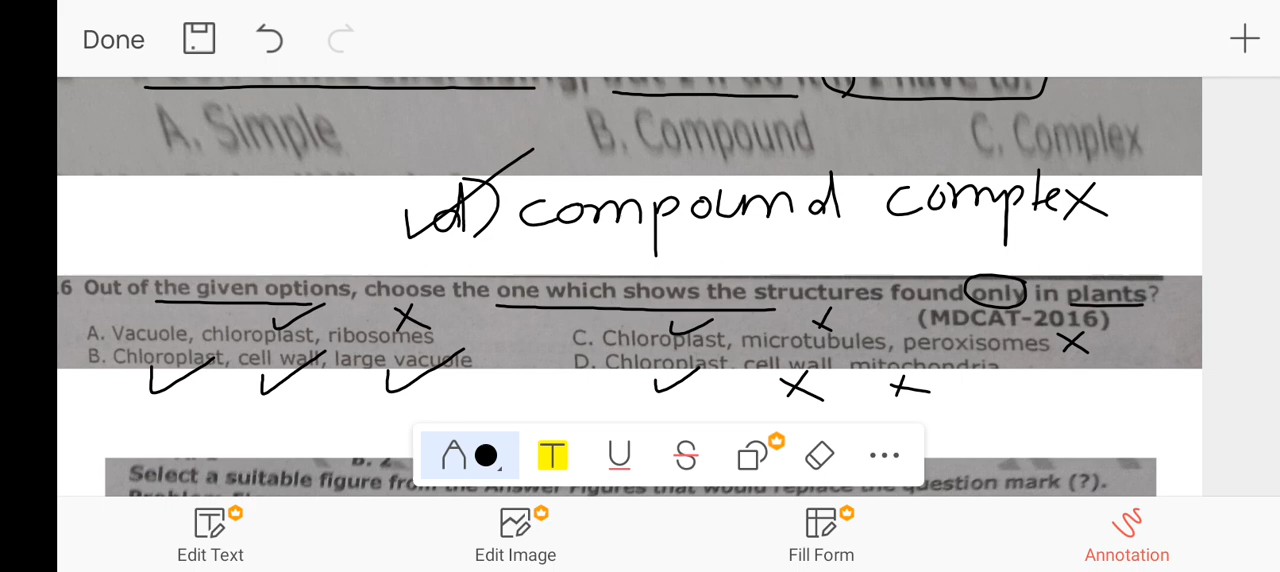 Done
A. Simple B. Compound C. Complex
d) compound complex
6 Out of the given options, choose the one which shows the structures found only in plants?
(MDCAT-2016)
A. Vacuole, chloroplast, ribosomes C. Chloroplast, microtubules, peroxisomes
B. Chloroplast, cell wall, large vacuole D. Chloroplast, cell wall, mitochondria
Select a suitable figure from the Answer Figures that would replace the question mark (?).
Edit Text Edit Image Fill Form Annotation